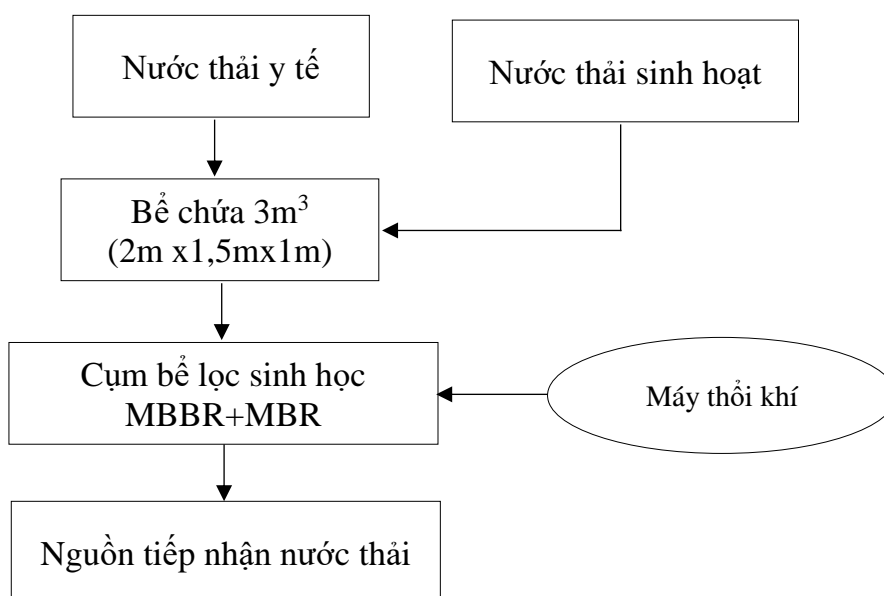 Nước thải y tế
Nước thải sinh hoạt
Bể chứa 3m³
(2m x1,5mx1m)
Cụm bể lọc sinh học
MBBR+MBR
Máy thổi khí
Nguồn tiếp nhận nước thải